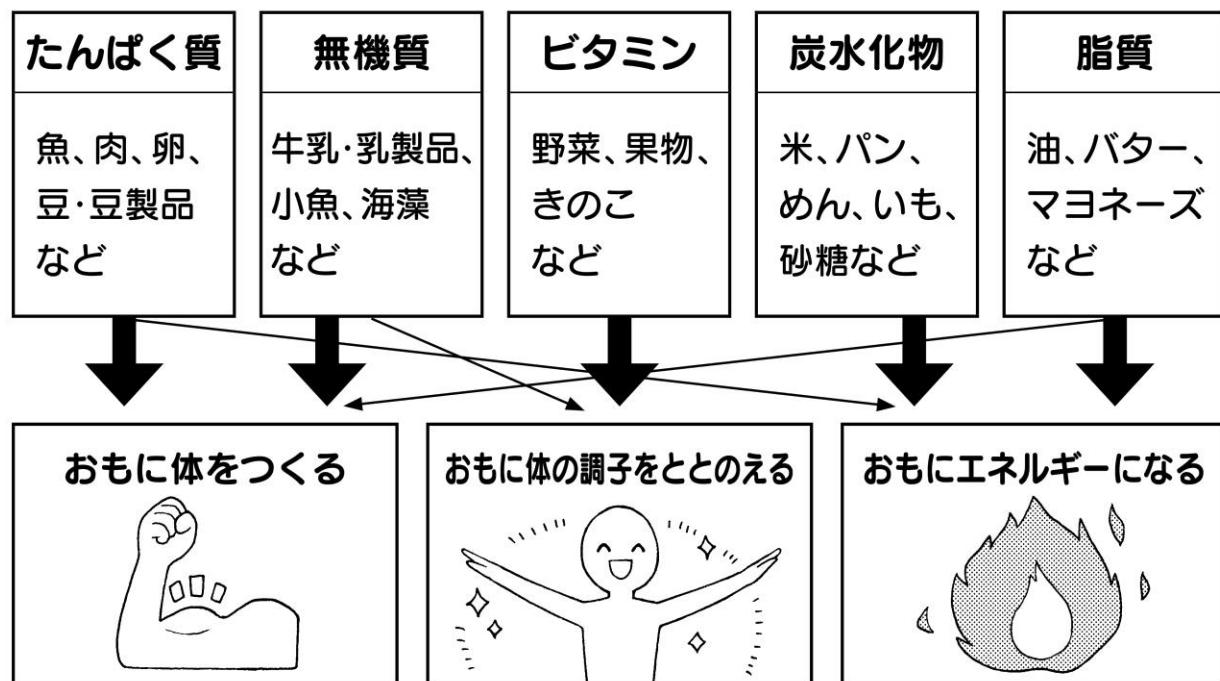 たんぱく質
魚、肉、卵、
豆・豆製品
など
無機質
牛乳・乳製品、
小魚、海藻
など
ビタミン
野菜、果物、
きのこ
など
炭水化物
米、パン、
めん、いも、
砂糖など
脂質
油、バター、
マヨネーズ
など
おもに体をつくる
おもに体の調子をととのえる
おもにエネルギーになる